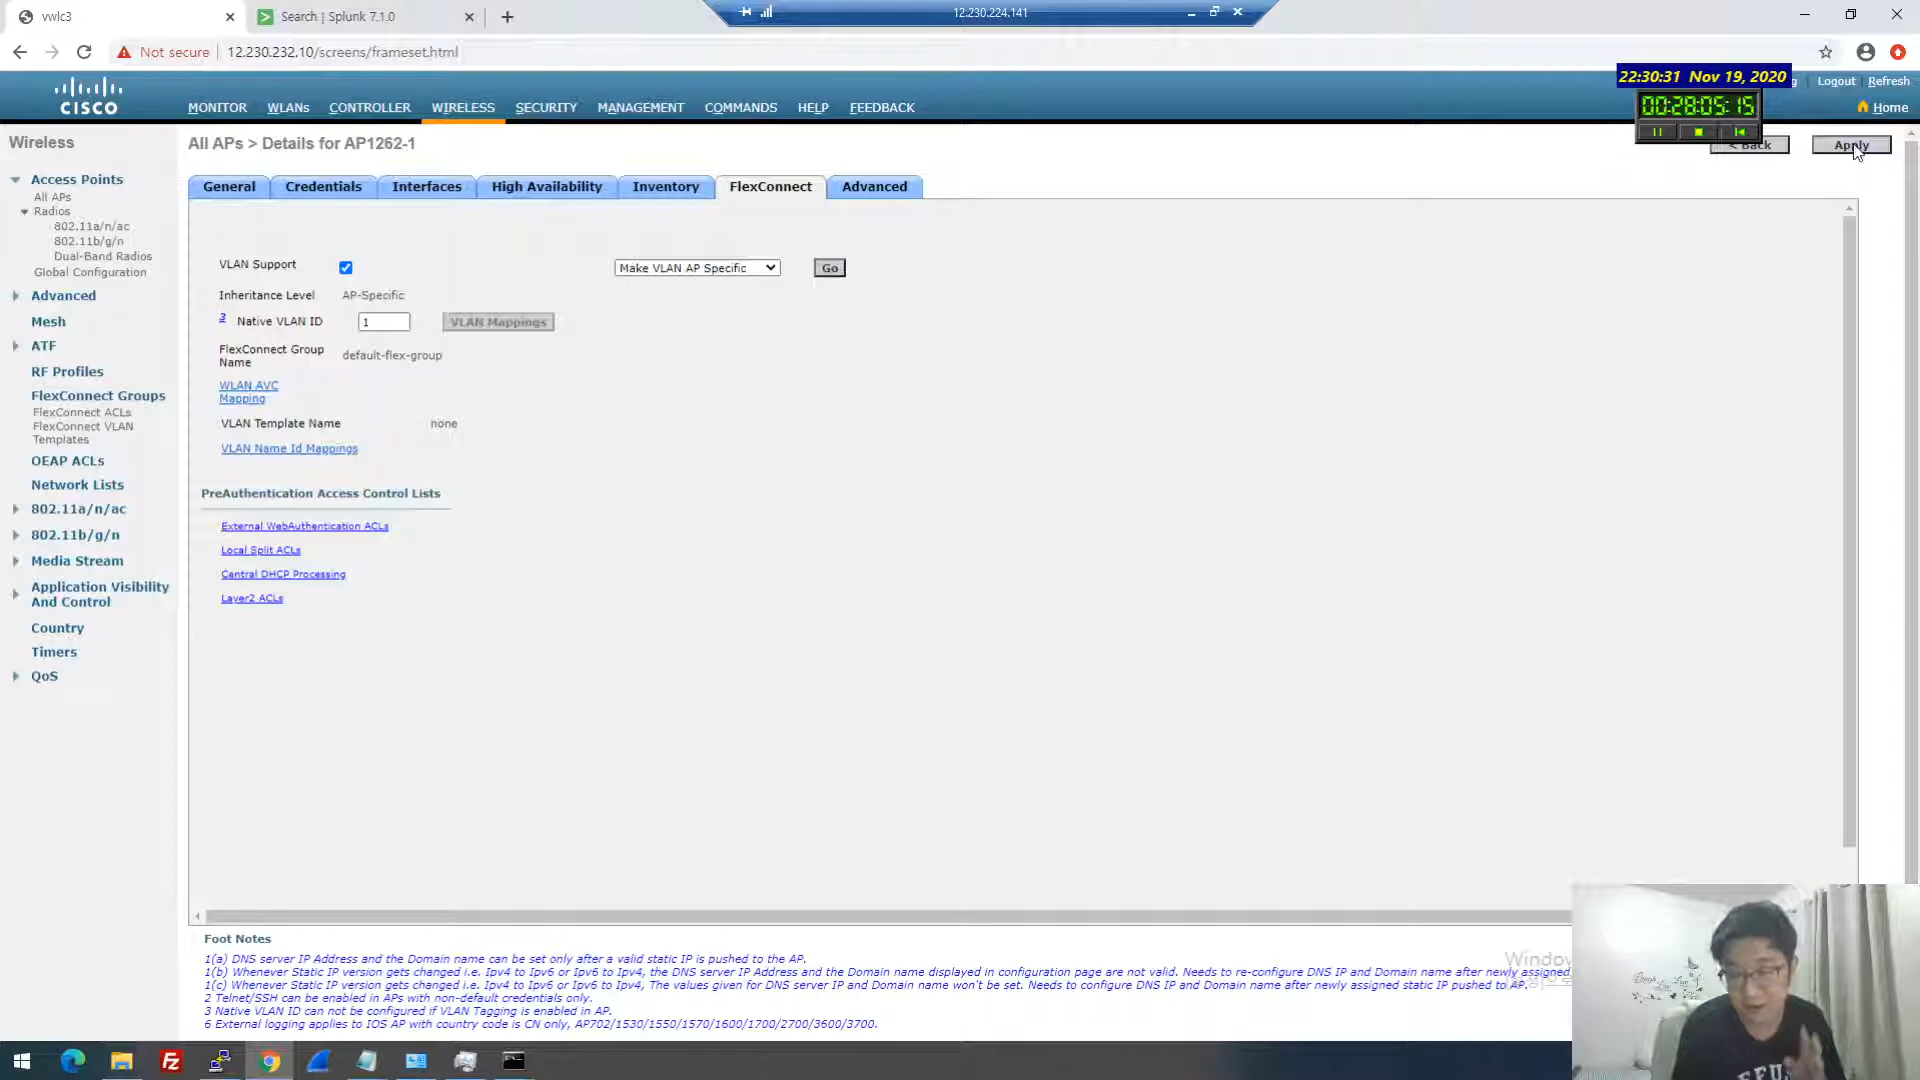 vwlc3
Search | Splunk 7.1.0
12.230.224.141
Not secure
12.230.232.10/screens/frameset.html
22:30:31 Nov 19, 2020
Logout
Refresh
00:28:05:15
CISCO
MONITOR
WLANs
CONTROLLER
WIRELESS
SECURITY
MANAGEMENT
COMMANDS
HELP
FEEDBACK
Home
Wireless
All APs > Details for AP1262-1
< Back
Apply
Access Points
All APs
Radios
802.11a/n/ac
802.11b/g/n
Dual-Band Radios
Global Configuration
Advanced
Mesh
ATF
RF Profiles
FlexConnect Groups
FlexConnect ACLs
FlexConnect VLAN
Templates
OEAP ACLs
Network Lists
802.11a/n/ac
802.11b/g/n
Media Stream
Application Visibility
And Control
Country
Timers
QoS
General
Credentials
Interfaces
High Availability
Inventory
FlexConnect
Advanced
VLAN Support
Make VLAN AP Specific
Go
Inheritance Level
AP-Specific
3 Native VLAN ID
1
VLAN Mappings
FlexConnect Group
Name
default-flex-group
WLAN AVC
Mapping
VLAN Template Name
none
VLAN Name Id Mappings
PreAuthentication Access Control Lists
External WebAuthentication ACLs
Local Split ACLs
Central DHCP Processing
Layer2 ACLs
Foot Notes
1(a) DNS server IP Address and the Domain name can be set only after a valid static IP is pushed to the AP.
1(b) Whenever Static IP version gets changed i.e. Ipv4 to Ipv6 or Ipv6 to Ipv4, the DNS server IP Address and the Domain name displayed in configuration page are not valid. Needs to re-configure DNS IP and Domain name after newly assigned
1(c) Whenever Static IP version gets changed i.e. Ipv4 to Ipv6 or Ipv6 to Ipv4, The values given for DNS server IP and Domain name won't be set. Needs to configure DNS IP and Domain name after newly assigned static IP pushed to AP.
2 Telnet/SSH can be enabled in APs with non-default credentials only.
3 Native VLAN ID can not be configured if VLAN Tagging is enabled in AP.
6 External logging applies to IOS AP with country code is CN only, AP702/1530/1550/1570/1600/1700/2700/3600/3700.